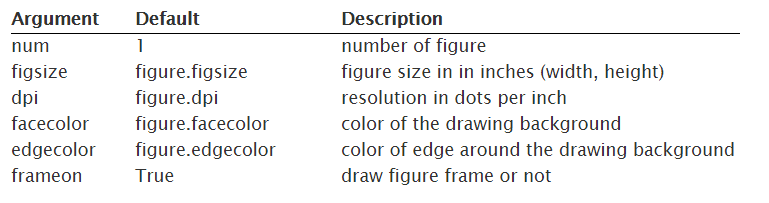 Argument Default Description
num 1 number of figure
figsize figure.figsize figure size in in inches (width, height)
dpi figure.dpi resolution in dots per inch
facecolor figure.facecolor color of the drawing background
edgecolor figure.edgecolor color of edge around the drawing background
frameon True draw figure frame or not